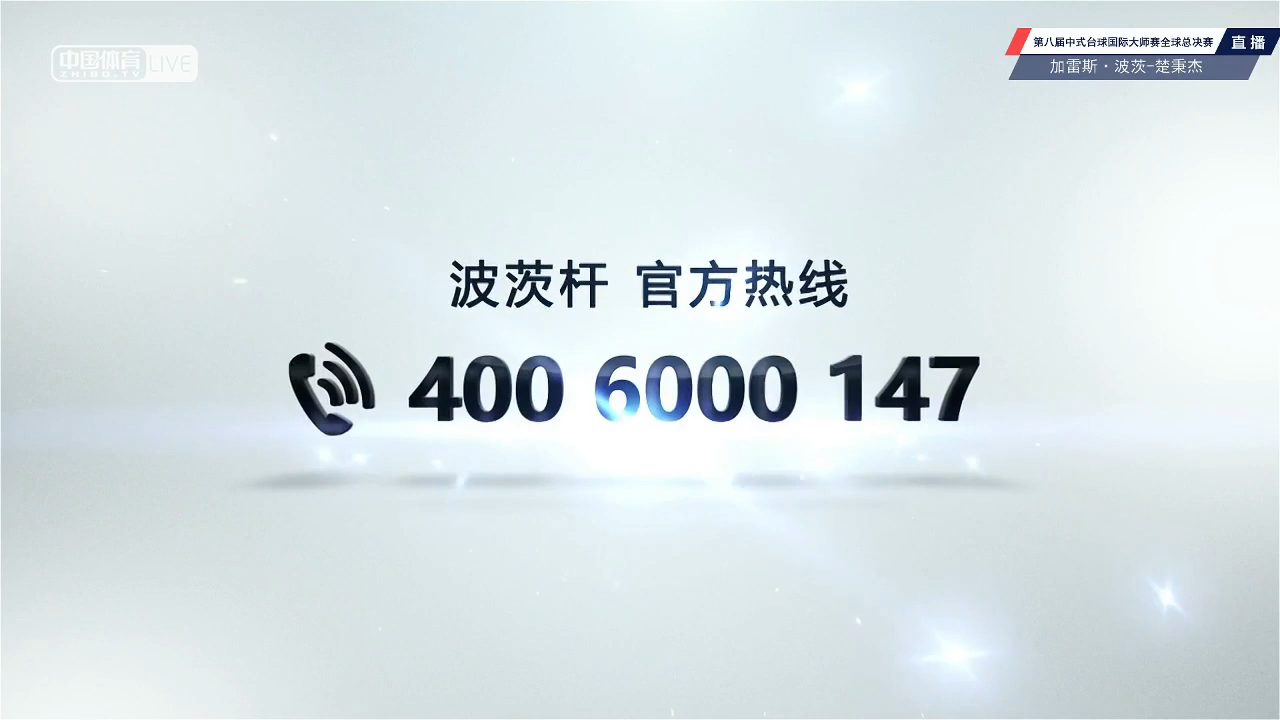 中国体育 LIVE
ZHIBO.TV
第八届中式台球国际大师赛全球总决赛 直播
加雷斯·波茨-楚秉杰
波茨杆 官方热线
400 6000 147